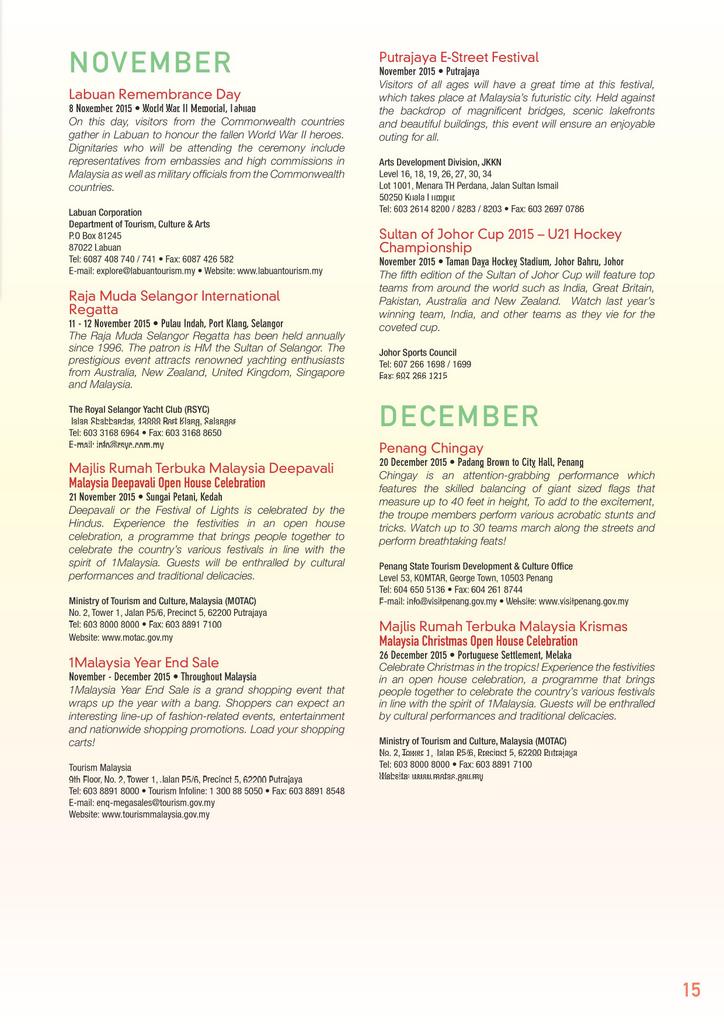 NOVEMBER
Labuan Remembrance Day
8 November 2015 • World War II Memorial, Labuan
On this day, visitors from the Commonwealth countries
gather in Labuan to honour the fallen World War II heroes.
Dignitaries who will be attending the ceremony include
representatives from embassies and high commissions in
Malaysia as well as military officials from the Commonwealth
countries.
Labuan Corporation
Department of Tourism, Culture & Arts
P.O Box 81245
87022 Labuan
Tel: 6087 408 740 / 741 • Fax: 6087 426 582
E-mail: explore@labuantourism.my • Website: www.labuantourism.my
Raja Muda Selangor International
Regatta
11 - 12 November 2015 • Pulau Indah, Port Klang, Selangor
The Raja Muda Selangor Regatta has been held annually
since 1996. The patron is HM the Sultan of Selangor. The
prestigious event attracts renowned yachting enthusiasts
from Australia, New Zealand, United Kingdom, Singapore
and Malaysia.
The Royal Selangor Yacht Club (RSYC)
Jalan Shahbandar, Port Klang, Selangor
Tel: 603 3168 6964 • Fax: 603 3168 8650
E-mail: info@rsyc.com.my
Majlis Rumah Terbuka Malaysia Deepavali
Malaysia Deepavali Open House Celebration
21 November 2015 • Sungai Petani, Kedah
Deepavali or the Festival of Lights is celebrated by the
Hindus. Experience the festivities in an open house
celebration, a programme that brings people together to
celebrate the country's various festivals in line with the
spirit of 1Malaysia. Guests will be enthralled by cultural
performances and traditional delicacies.
Ministry of Tourism and Culture, Malaysia (MOTAC)
No. 2, Tower 1, Jalan P5/6, Precinct 5, 62200 Putrajaya
Tel: 603 8000 8000 • Fax: 603 8891 7100
Website: www.motac.gov.my
1Malaysia Year End Sale
November - December 2015 • Throughout Malaysia
1Malaysia Year End Sale is a grand shopping event that
wraps up the year with a bang. Shoppers can expect an
interesting line-up of fashion-related events, entertainment
and nationwide shopping promotions. Load your shopping
carts!
Tourism Malaysia
9th Floor, No. 2, Tower 1, Jalan P5/6, Precinct 5, 62200 Putrajaya
Tel: 603 8891 8000 • Tourism Infoline: 1 300 88 5050 • Fax: 603 8891 8548
E-mail: enq-megasales@tourism.gov.my
Website: www.tourismmalaysia.gov.my
Putrajaya E-Street Festival
November 2015 • Putrajaya
Visitors of all ages will have a great time at this festival,
which takes place at Malaysia's futuristic city. Held against
the backdrop of magnificent bridges, scenic lakefronts
and beautiful buildings, this event will ensure an enjoyable
outing for all.
Arts Development Division, JKKN
Level 16, 18, 19, 26, 27, 30, 34
Lot 1001, Menara TH Perdana, Jalan Sultan Ismail
50250 Kuala Lumpur
Tel: 603 2614 8200 / 8283 / 8203 • Fax: 603 2697 0786
Sultan of Johor Cup 2015 – U21 Hockey
Championship
November 2015 • Taman Daya Hockey Stadium, Johor Bahru, Johor
The fifth edition of the Sultan of Johor Cup will feature top
teams from around the world such as India, Great Britain,
Pakistan, Australia and New Zealand. Watch last year's
winning team, India, and other teams as they vie for the
coveted cup.
Johor Sports Council
Tel: 607 266 1698 / 1699
Fax: 607 266 1215
DECEMBER
Penang Chingay
20 December 2015 • Padang Brown to City Hall, Penang
Chingay is an attention-grabbing performance which
features the skilled balancing of giant sized flags that
measure up to 40 feet in height, To add to the excitement,
the troupe members perform various acrobatic stunts and
tricks. Watch up to 30 teams march along the streets and
perform breathtaking feats!
Penang State Tourism Development & Culture Office
Level 53, KOMTAR, George Town, 10503 Penang
Tel: 604 650 5136 • Fax: 604 261 8744
E-mail: info@visitpenang.gov.my • Website: www.visitpenang.gov.my
Majlis Rumah Terbuka Malaysia Krismas
Malaysia Christmas Open House Celebration
26 December 2015 • Portuguese Settlement, Melaka
Celebrate Christmas in the tropics! Experience the festivities
in an open house celebration, a programme that brings
people together to celebrate the country's various festivals
in line with the spirit of 1Malaysia. Guests will be enthralled
by cultural performances and traditional delicacies.
Ministry of Tourism and Culture, Malaysia (MOTAC)
No. 2, Tower 1, Jalan P5/6, Precinct 5, 62200 Putrajaya
Tel: 603 8000 8000 • Fax: 603 8891 7100
Website: www.motac.gov.my
15